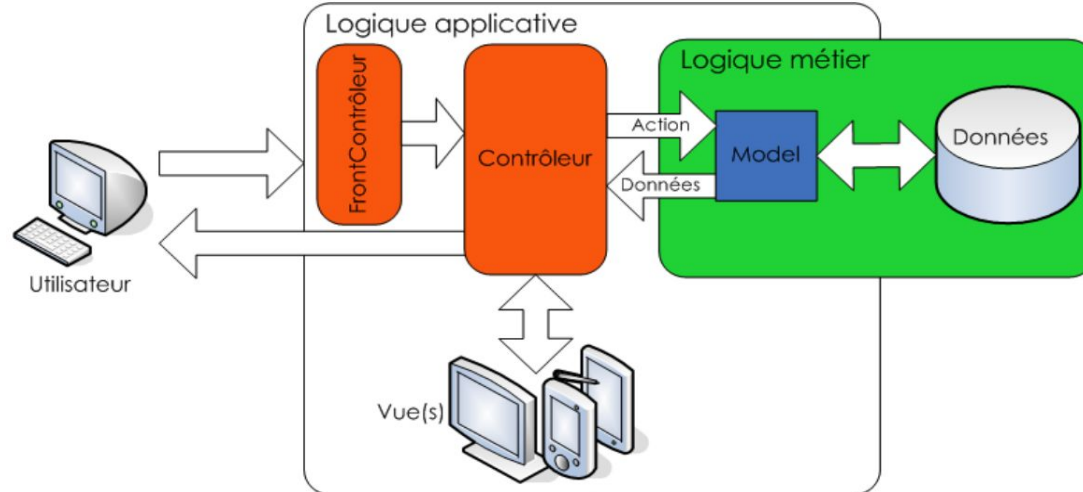 Logique applicative
Logique métier
FrontContrôleur
Contrôleur
Action
Données
Model
Données
Utilisateur
Vue(s)